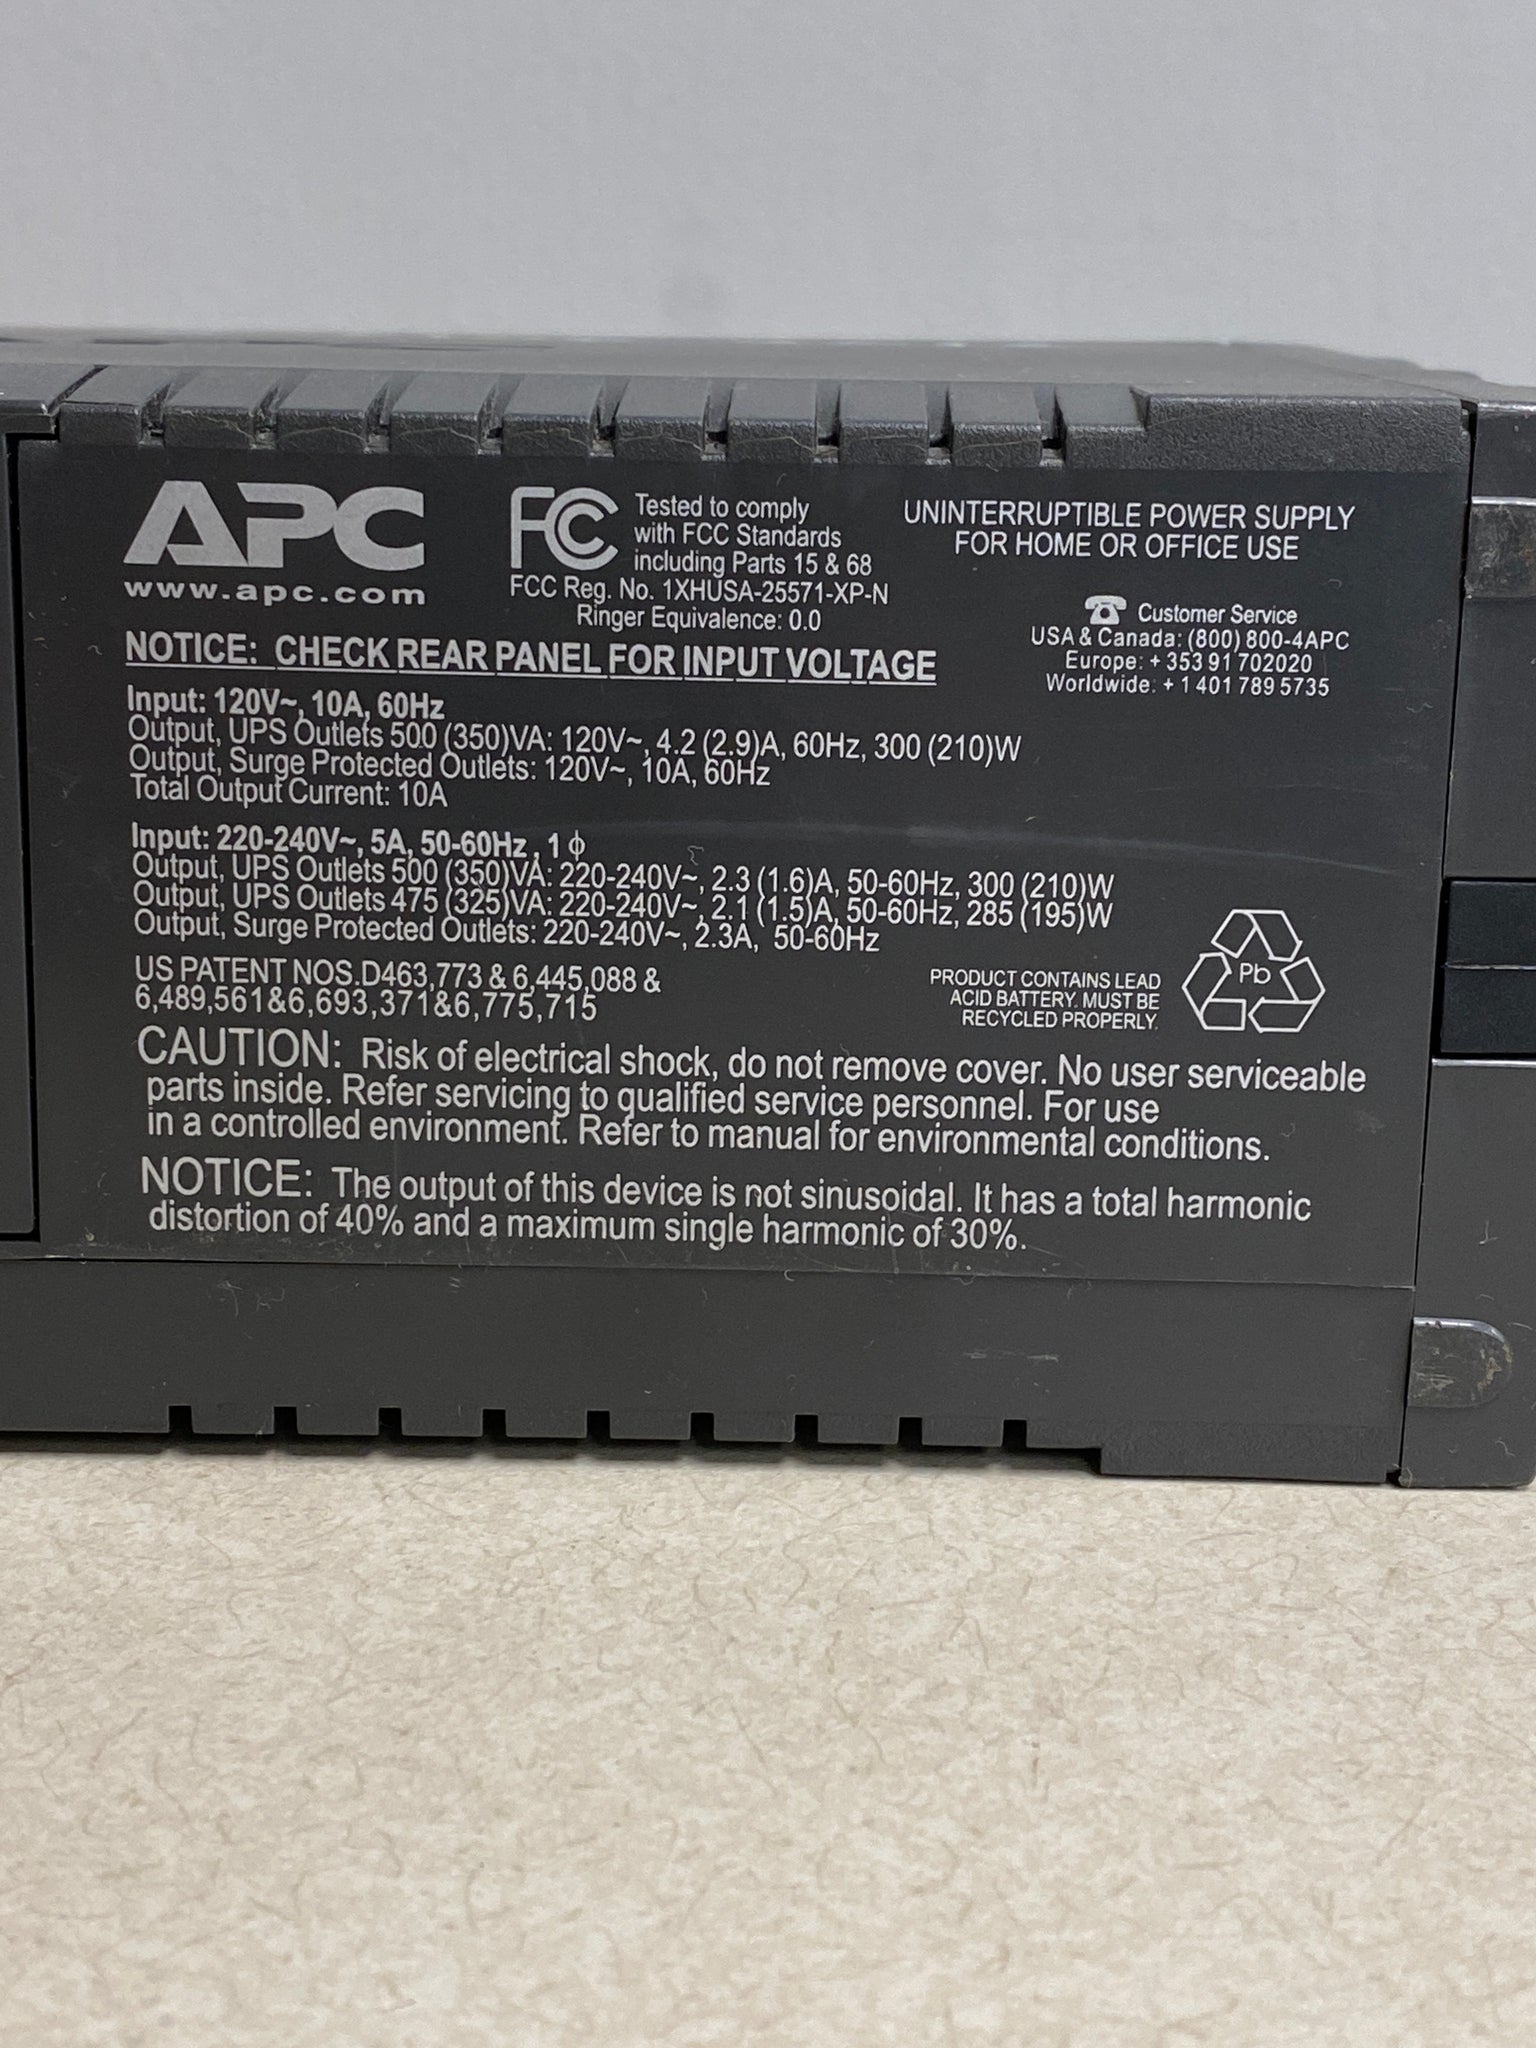 APC
www.apc.com
FC Tested to comply
with FCC Standards
including Parts 15 & 68
FCC Reg. No. 1XHUSA-25571-XP-N
Ringer Equivalence: 0.0
UNINTERRUPTIBLE POWER SUPPLY
FOR HOME OR OFFICE USE
Customer Service
USA & Canada: (800) 800-4APC
Europe: + 353 91 702020
Worldwide: + 1 401 789 5735
NOTICE: CHECK REAR PANEL FOR INPUT VOLTAGE
Input: 120V~, 10A, 60Hz
Output, UPS Outlets 500 (350)VA: 120V~, 4.2 (2.9)A, 60Hz, 300 (210)W
Output, Surge Protected Outlets: 120V~, 10A, 60Hz
Total Output Current: 10A
Input: 220-240V~, 5A, 50-60Hz , 1 ϕ
Output, UPS Outlets 500 (350)VA: 220-240V~, 2.3 (1.6)A, 50-60Hz, 300 (210)W
Output, UPS Outlets 475 (325)VA: 220-240V~, 2.1 (1.5)A, 50-60Hz, 285 (195)W
Output, Surge Protected Outlets: 220-240V~, 2.3A, 50-60Hz
US PATENT NOS.D463,773 & 6,445,088 &
6,489,561&6,693,371&6,775,715
PRODUCT CONTAINS LEAD
ACID BATTERY. MUST BE
RECYCLED PROPERLY.
Pb
CAUTION: Risk of electrical shock, do not remove cover. No user serviceable
parts inside. Refer servicing to qualified service personnel. For use
in a controlled environment. Refer to manual for environmental conditions.
NOTICE: The output of this device is not sinusoidal. It has a total harmonic
distortion of 40% and a maximum single harmonic of 30%.